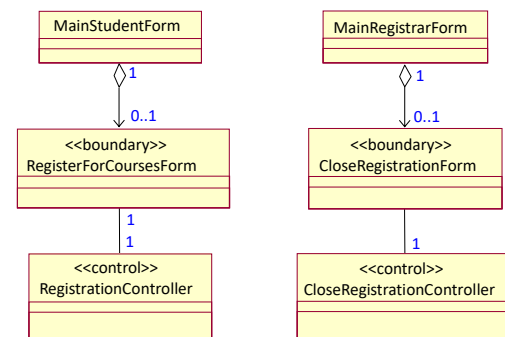 MainStudentForm
1
0..1
<<boundary>>
RegisterForCoursesForm
1
1
<<control>>
RegistrationController
MainRegistrarForm
1
0..1
<<boundary>>
CloseRegistrationForm
1
<<control>>
CloseRegistrationController